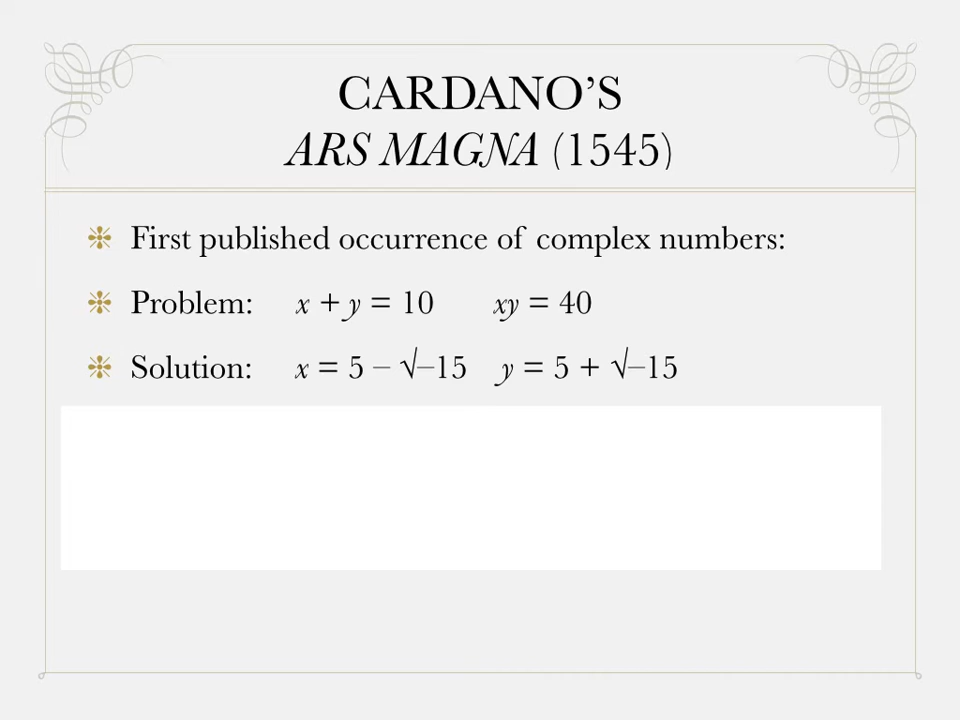 CARDANO’S
ARS MAGNA (1545)
First published occurrence of complex numbers:
Problem: x + y = 10 xy = 40
Solution: x = 5 – √–15 y = 5 + √–15